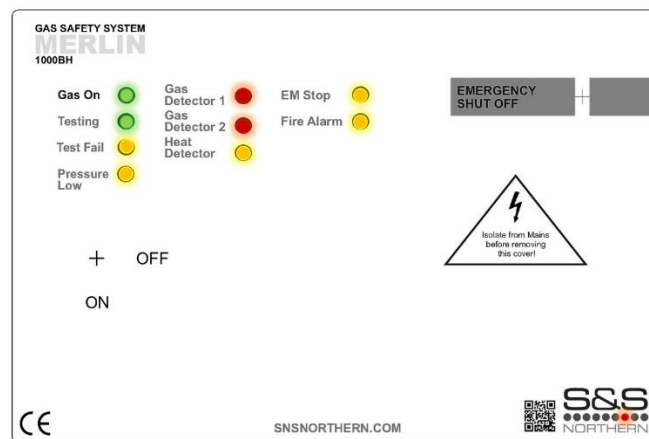 GAS SAFETY SYSTEM
MERLIN
1000BH
Gas On
Testing
Test Fail
Pressure
Low
Gas
Detector 1
Gas
Detector 2
Heat
Detector
EM Stop
Fire Alarm
EMERGENCY
SHUT OFF
Isolate from Mains
before removing
this cover!
+ OFF
ON
CE
SNSNORTHERN.COM
S&S
NORTHERN